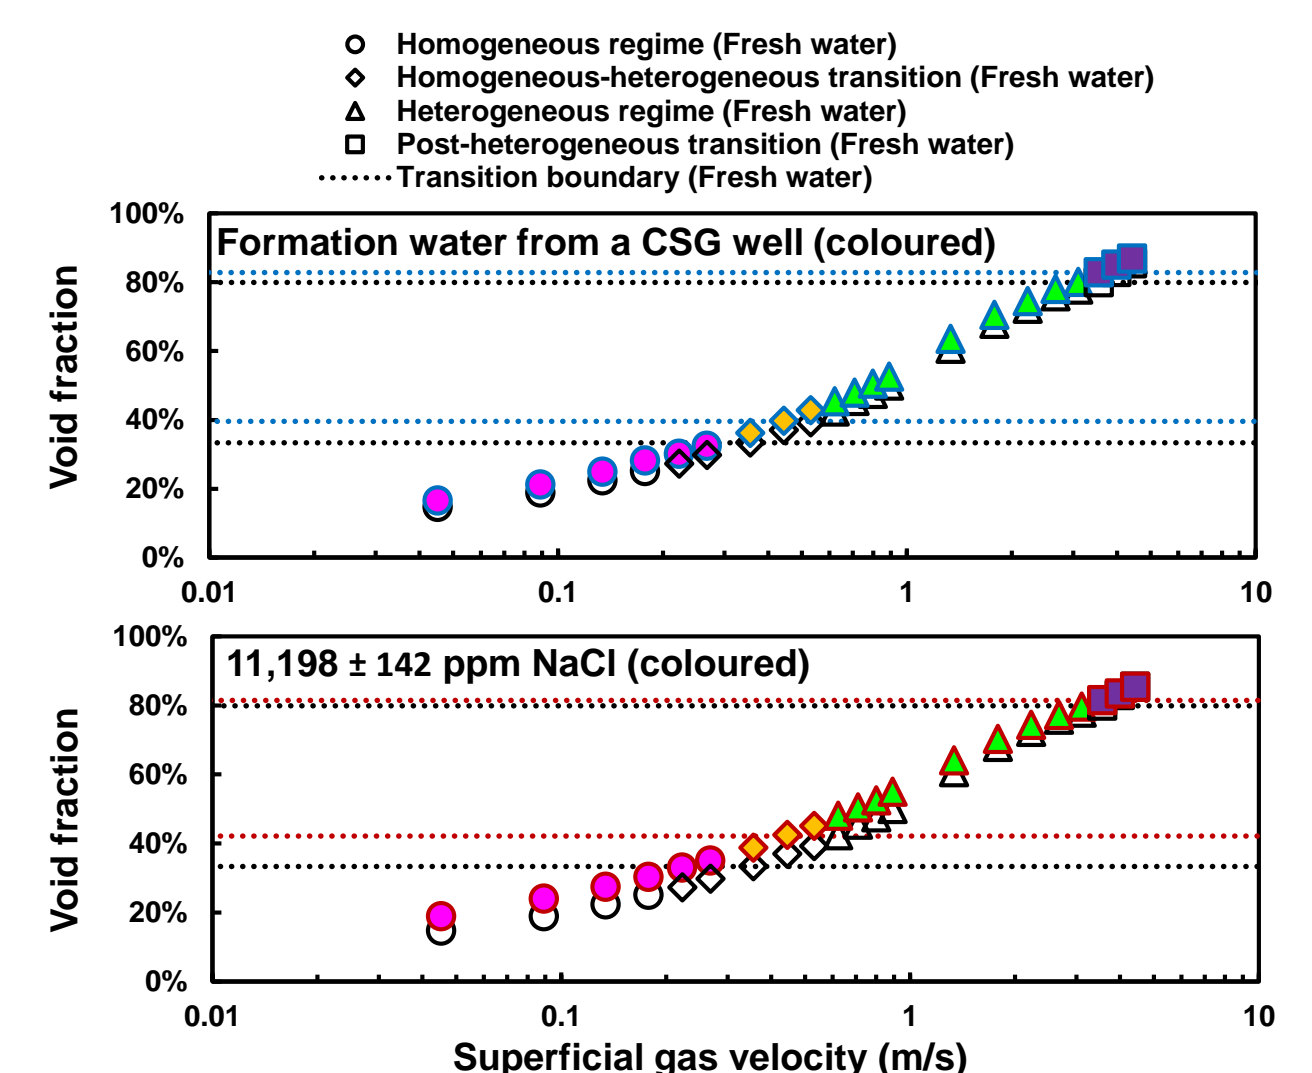 Homogeneous regime (Fresh water)
Homogeneous-heterogeneous transition (Fresh water)
Heterogeneous regime (Fresh water)
Post-heterogeneous transition (Fresh water)
Transition boundary (Fresh water)
Formation water from a CSG well (coloured)
Void fraction
100%
80%
60%
40%
20%
0%
0.01
0.1
1
10
11,198 ± 142 ppm NaCl (coloured)
Void fraction
100%
80%
60%
40%
20%
0%
0.01
0.1
1
10
Superficial gas velocity (m/s)